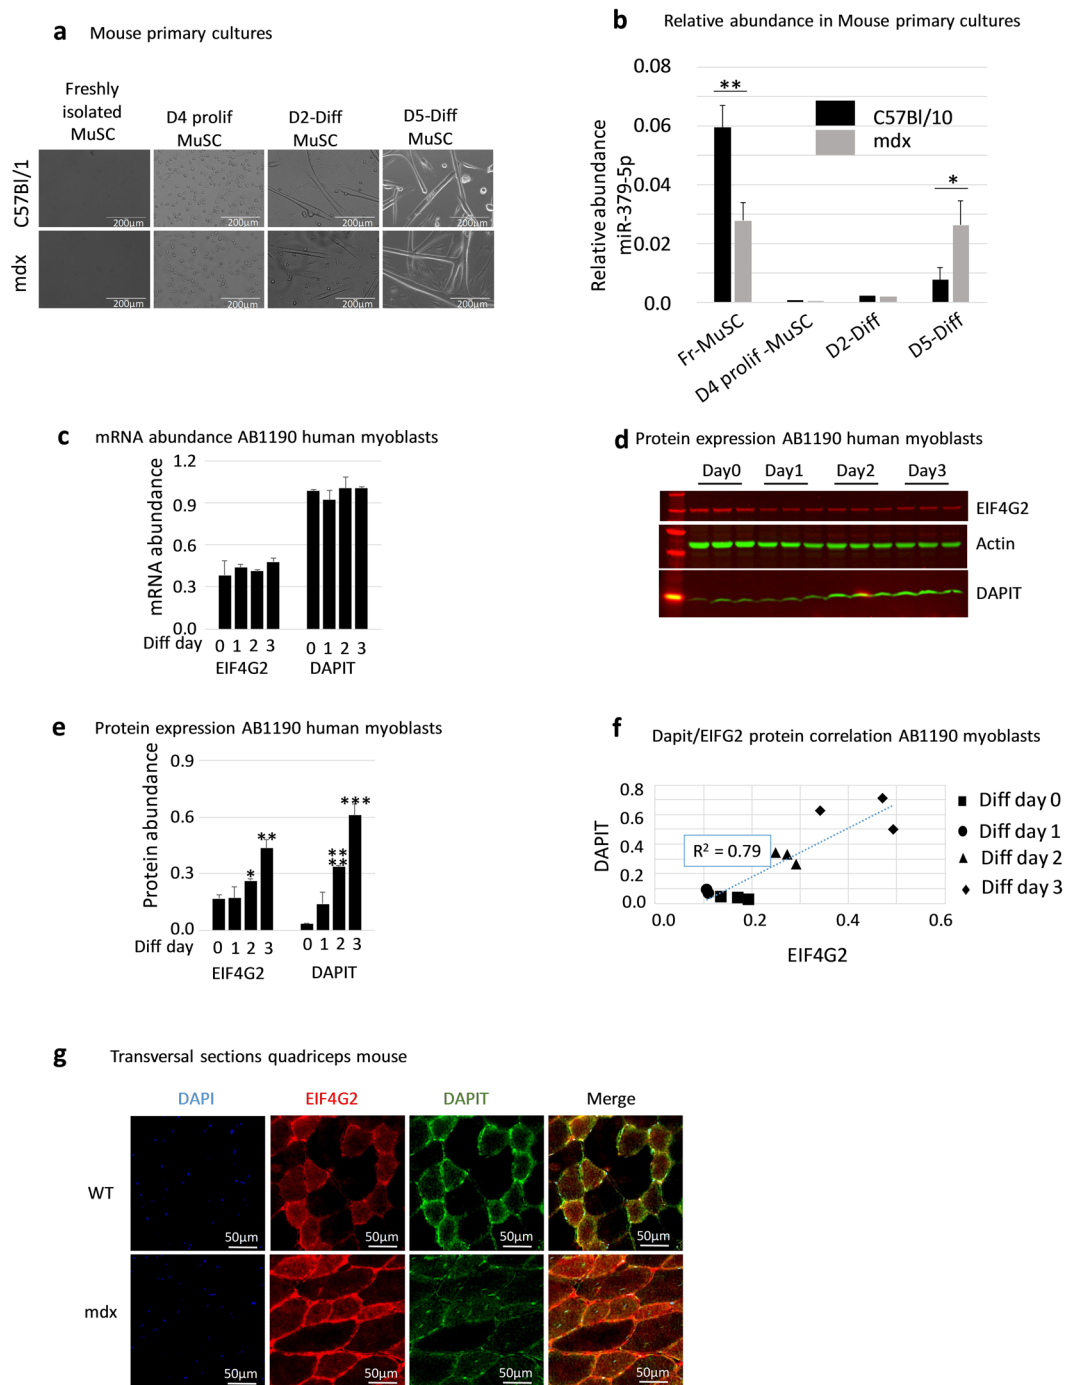 a Mouse primary cultures
Freshly
isolated
MuSC
D4 prolif
MuSC
D2-Diff
MuSC
D5-Diff
MuSC
C57Bl/1
200µm
200µm
200µm
200µm
mdx
200µm
200µm
200µm
200µm
b Relative abundance in Mouse primary cultures
Relative abundance
miR-379-5p
0.08
0.06
0.04
0.02
0.0
**
*
C57Bl/10
mdx
Fr-MuSC
D4 prolif -MuSC
D2-Diff
D5-Diff
c mRNA abundance AB1190 human myoblasts
mRNA abundance
1.2
0.9
0.6
0.3
0.0
Diff day
0 1 2 3
0 1 2 3
EIF4G2
DAPIT
d Protein expression AB1190 human myoblasts
Day0 Day1 Day2 Day3
EIF4G2
Actin
DAPIT
e Protein expression AB1190 human myoblasts
Protein abundance
0.9
0.6
0.3
0.0
*
**
**
**
***
Diff day
0 1 2 3
0 1 2 3
EIF4G2
DAPIT
f Dapit/EIFG2 protein correlation AB1190 myoblasts
DAPIT
0.8
0.6
0.4
0.2
0.0
R² = 0.79
0.0 0.2 0.4 0.6
EIF4G2
Diff day 0
Diff day 1
Diff day 2
Diff day 3
g Transversal sections quadriceps mouse
DAPI EIF4G2 DAPIT Merge
WT
50µm 50µm 50µm 50µm
mdx
50µm 50µm 50µm 50µm